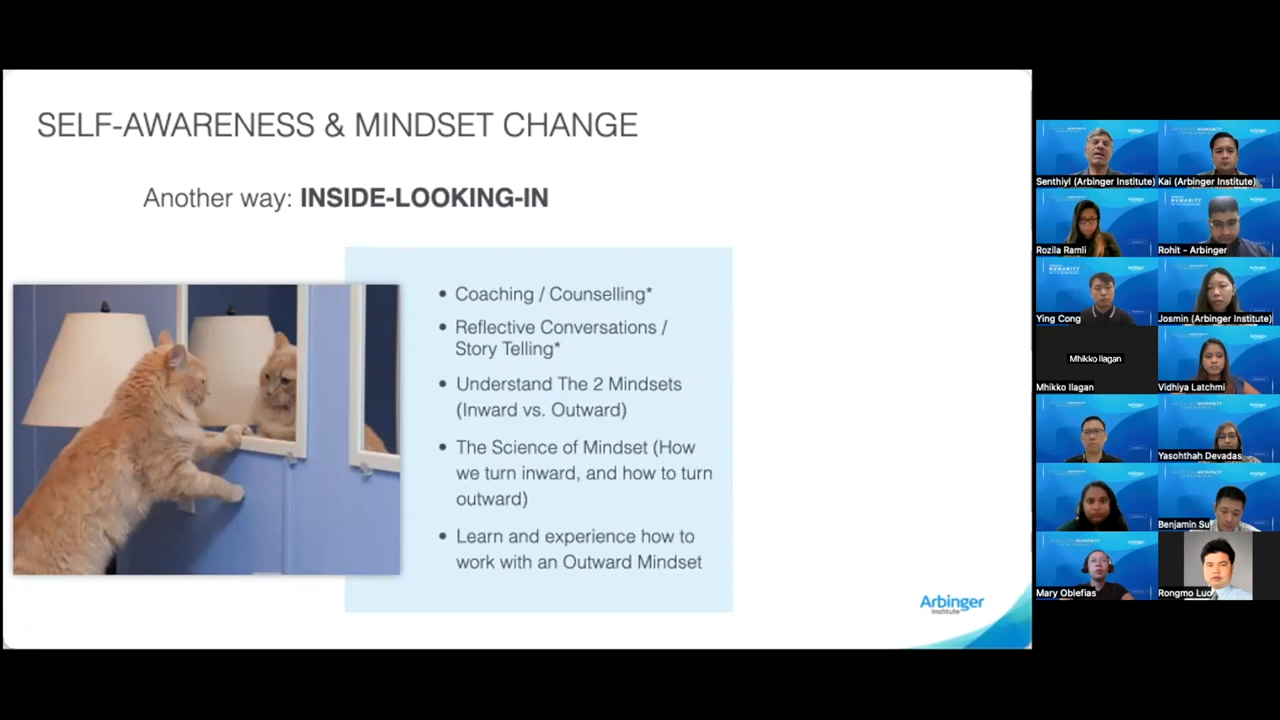 SELF-AWARENESS & MINDSET CHANGE
Another way: INSIDE-LOOKING-IN
• Coaching / Counselling*
• Reflective Conversations /
Story Telling*
• Understand The 2 Mindsets
(Inward vs. Outward)
• The Science of Mindset (How
we turn inward, and how to turn
outward)
• Learn and experience how to
work with an Outward Mindset
Arbinger
Institute
Senthiyl (Arbinger Institute)
Kai (Arbinger Institute)
Rozila Ramli
Rohit - Arbinger
Ying Cong
Josmin (Arbinger Institute)
Mhikko Ilagan
Mhikko Ilagan
Vidhiya Latchmi
Yasohthah Devadas
Benjamin Su
Mary Oblefias
Rongmo Luo